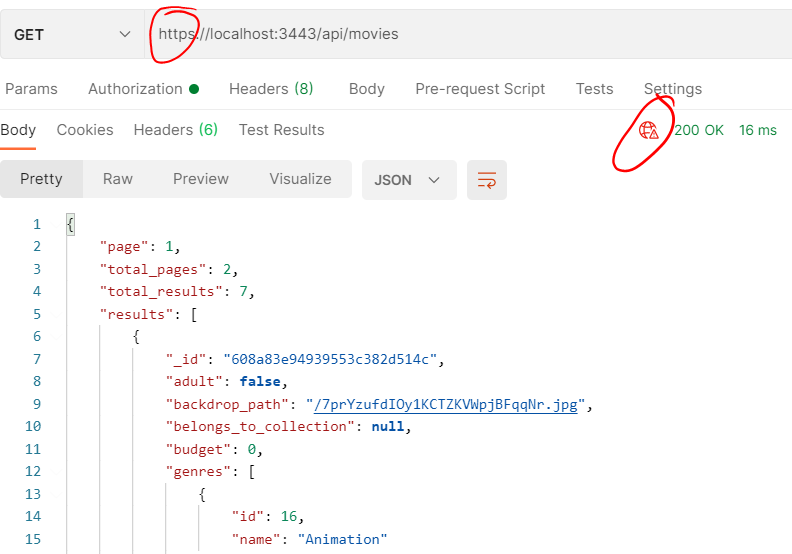 GET https://localhost:3443/api/movies
Params Authorization Headers (8) Body Pre-request Script Tests Settings
Body Cookies Headers (6) Test Results 200 OK 16 ms
Pretty Raw Preview Visualize JSON
1 {
2 "page": 1,
3 "total_pages": 2,
4 "total_results": 7,
5 "results": [
6 {
7 "_id": "608a83e94939553c382d514c",
8 "adult": false,
9 "backdrop_path": "/7prYzufdIOy1KCTZKVWpjBFqqNr.jpg",
10 "belongs_to_collection": null,
11 "budget": 0,
12 "genres": [
13 {
14 "id": 16,
15 "name": "Animation"